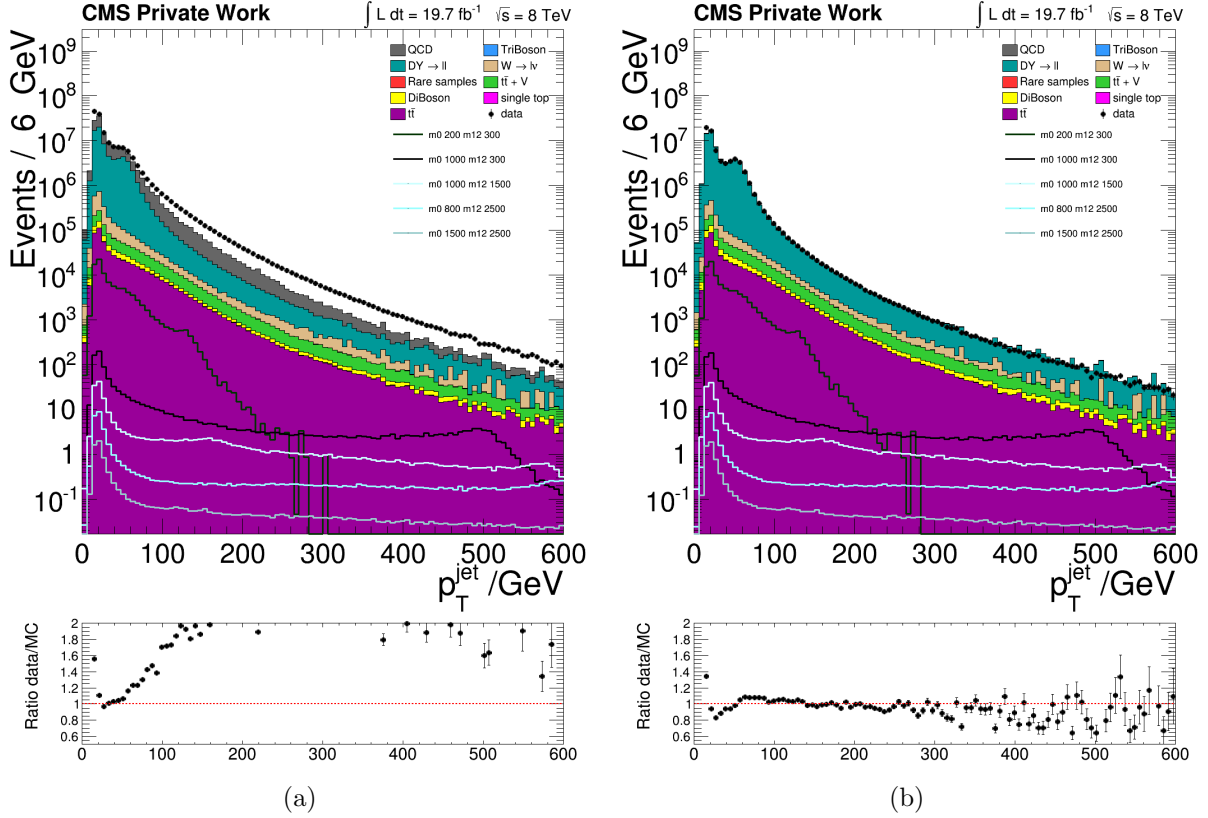 CMS Private Work ∫ L dt = 19.7 fb⁻¹ √s = 8 TeV
Events / 6 GeV
10⁹
10⁸
10⁷
10⁶
10⁵
10⁴
10³
10²
10
1
10⁻¹
QCD TriBoson
DY → ll W → lν
Rare samples tt̄ + V
DiBoson single top
tt̄ data
m0 200 m12 300
m0 1000 m12 300
m0 1000 m12 1500
m0 800 m12 2500
m0 1500 m12 2500
0 100 200 300 400 500 600
p_T^jet /GeV
Ratio data/MC
2
1.8
1.6
1.4
1.2
1
0.8
0.6
0 100 200 300 400 500 600
(a)
CMS Private Work ∫ L dt = 19.7 fb⁻¹ √s = 8 TeV
Events / 6 GeV
10⁹
10⁸
10⁷
10⁶
10⁵
10⁴
10³
10²
10
1
10⁻¹
QCD TriBoson
DY → ll W → lν
Rare samples tt̄ + V
DiBoson single top
tt̄ data
m0 200 m12 300
m0 1000 m12 300
m0 1000 m12 1500
m0 800 m12 2500
m0 1500 m12 2500
0 100 200 300 400 500 600
p_T^jet /GeV
Ratio data/MC
2
1.8
1.6
1.4
1.2
1
0.8
0.6
0 100 200 300 400 500 600
(b)